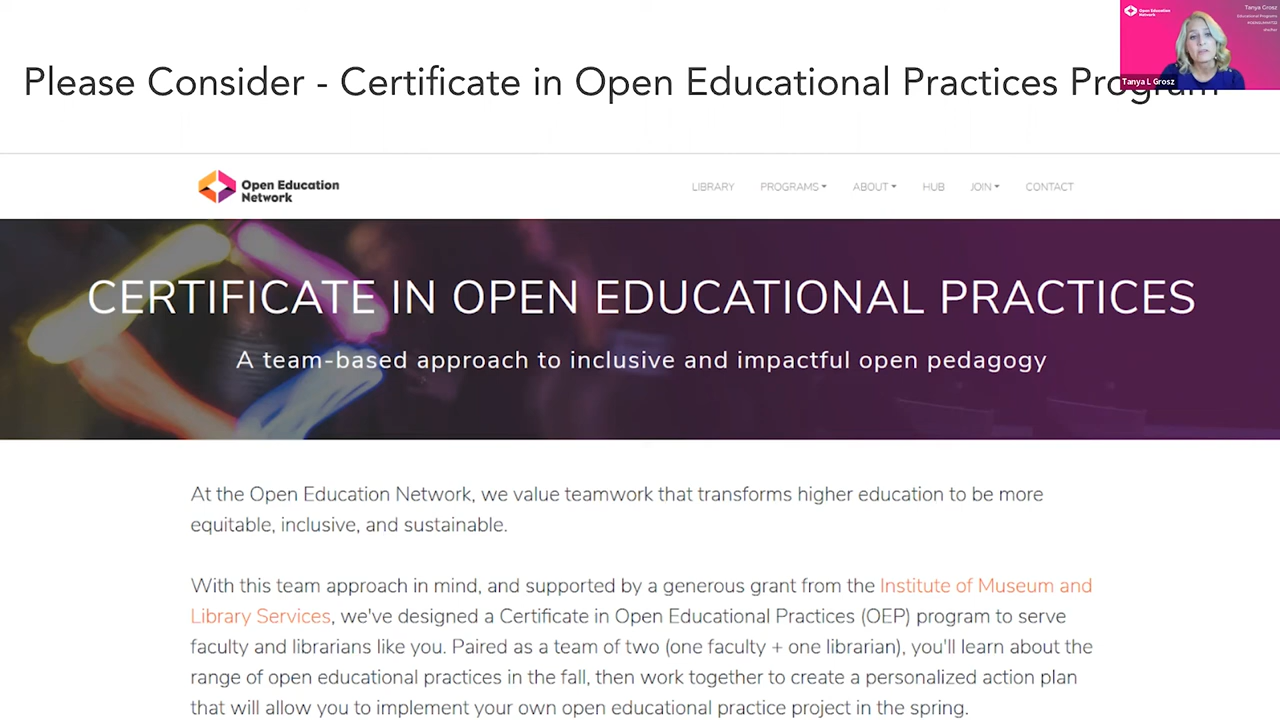 Please Consider - Certificate in Open Educational Practices Program
Open Education
Network
Tanya Grosz
Educational Programs
Tanya L Grosz
Open Education
Network
LIBRARY PROGRAMS ABOUT HUB JOIN CONTACT
CERTIFICATE IN OPEN EDUCATIONAL PRACTICES
A team-based approach to inclusive and impactful open pedagogy
At the Open Education Network, we value teamwork that transforms higher education to be more
equitable, inclusive, and sustainable.
With this team approach in mind, and supported by a generous grant from the Institute of Museum and
Library Services, we've designed a Certificate in Open Educational Practices (OEP) program to serve
faculty and librarians like you. Paired as a team of two (one faculty + one librarian), you'll learn about the
range of open educational practices in the fall, then work together to create a personalized action plan
that will allow you to implement your own open educational practice project in the spring.